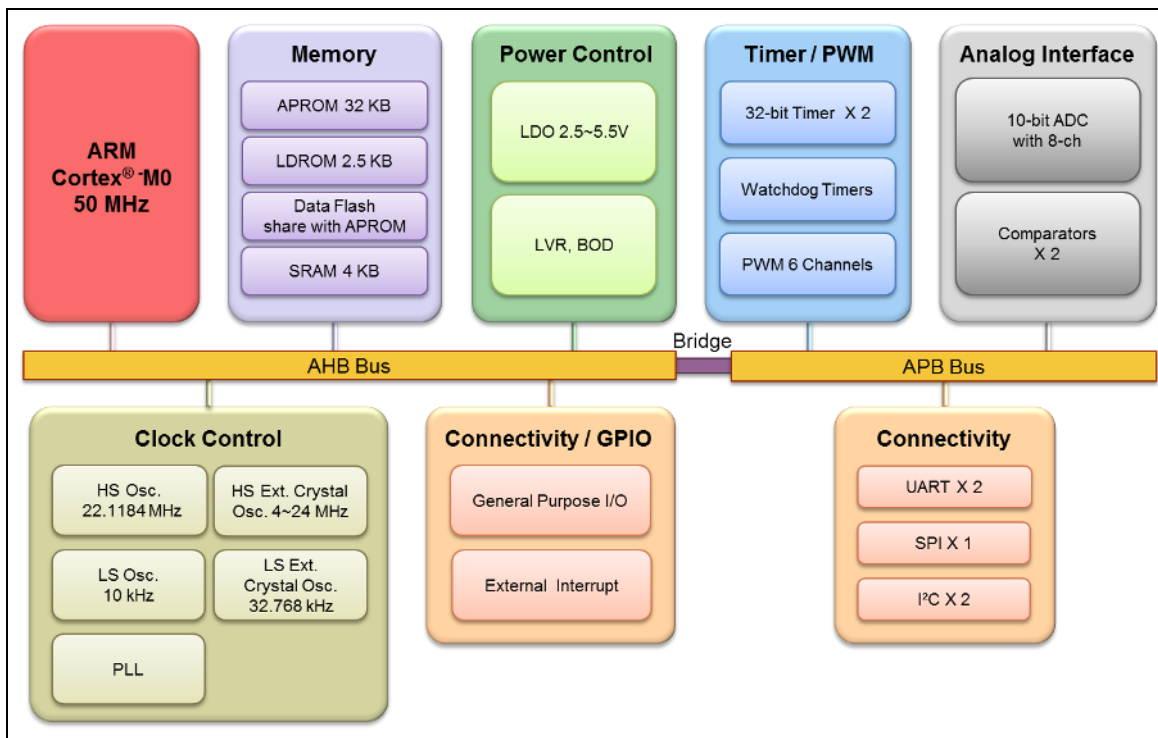 ARM
Cortex® -M0
50 MHz
Memory
APROM 32 KB
LDROM 2.5 KB
Data Flash
share with APROM
SRAM 4 KB
Power Control
LDO 2.5~5.5V
LVR, BOD
Timer / PWM
32-bit Timer X 2
Watchdog Timers
PWM 6 Channels
Analog Interface
10-bit ADC
with 8-ch
Comparators
X 2
AHB Bus
Bridge
APB Bus
Clock Control
HS Osc.
22.1184 MHz
HS Ext. Crystal
Osc. 4~24 MHz
LS Osc.
10 kHz
LS Ext.
Crystal Osc.
32.768 kHz
PLL
Connectivity / GPIO
General Purpose I/O
External Interrupt
Connectivity
UART X 2
SPI X 1
I²C X 2